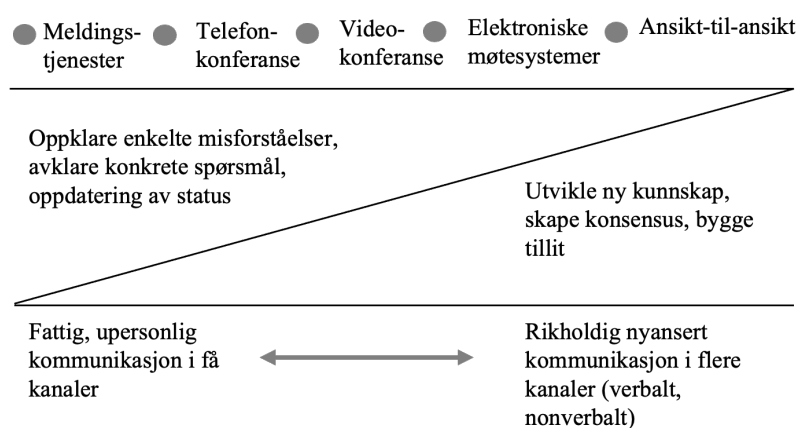 Meldings-
tjenester
Telefon-
konferanse
Video-
konferanse
Elektroniske
møtesystemer
Ansikt-til-ansikt
Oppklare enkelte misforståelser,
avklare konkrete spørsmål,
oppdatering av status
Utvikle ny kunnskap,
skape konsensus, bygge
tillit
Fattig, upersonlig
kommunikasjon i få
kanaler
Rikholdig nyansert
kommunikasjon i flere
kanaler (verbalt,
nonverbalt)